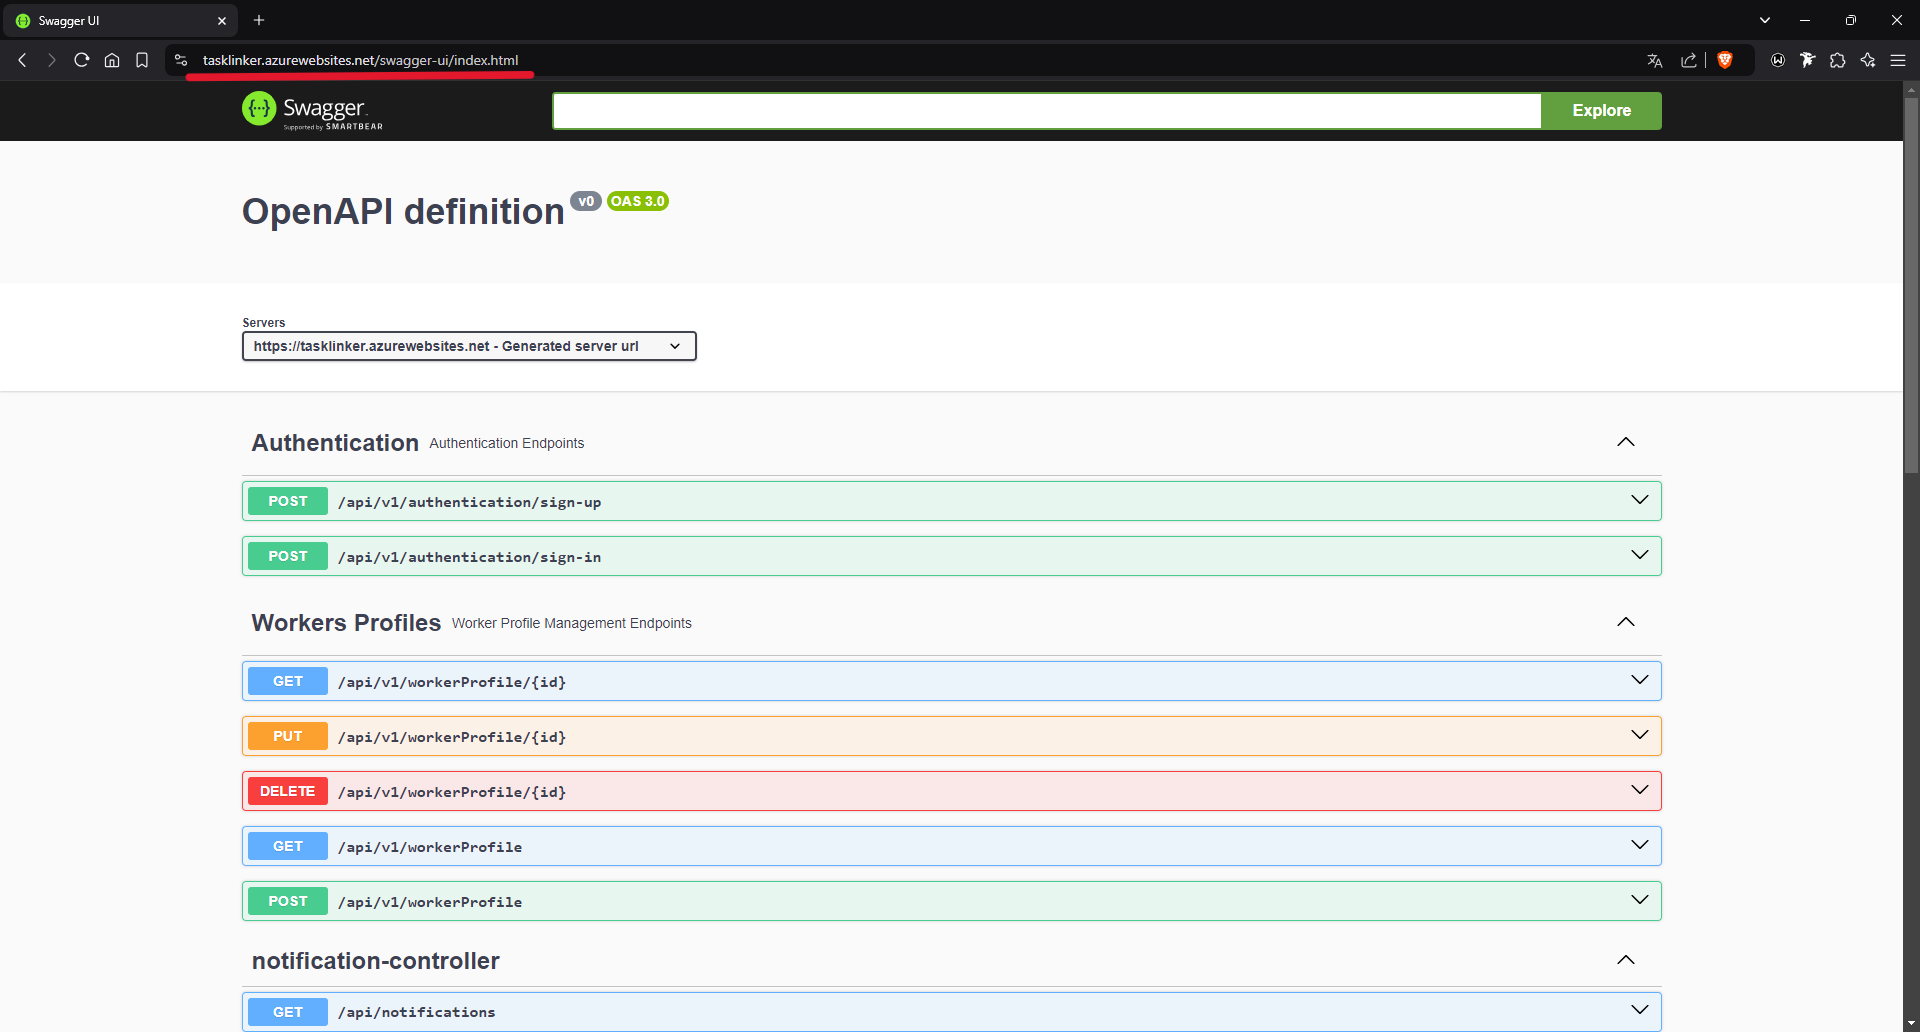 Swagger UI
tasklinker.azurewebsites.net/swagger-ui/index.html
Swagger
Supported by SMARTBEAR
Explore
OpenAPI definition v0 OAS 3.0
Servers
https://tasklinker.azurewebsites.net - Generated server url
Authentication Authentication Endpoints
POST /api/v1/authentication/sign-up
POST /api/v1/authentication/sign-in
Workers Profiles Worker Profile Management Endpoints
GET /api/v1/workerProfile/{id}
PUT /api/v1/workerProfile/{id}
DELETE /api/v1/workerProfile/{id}
GET /api/v1/workerProfile
POST /api/v1/workerProfile
notification-controller
GET /api/notifications